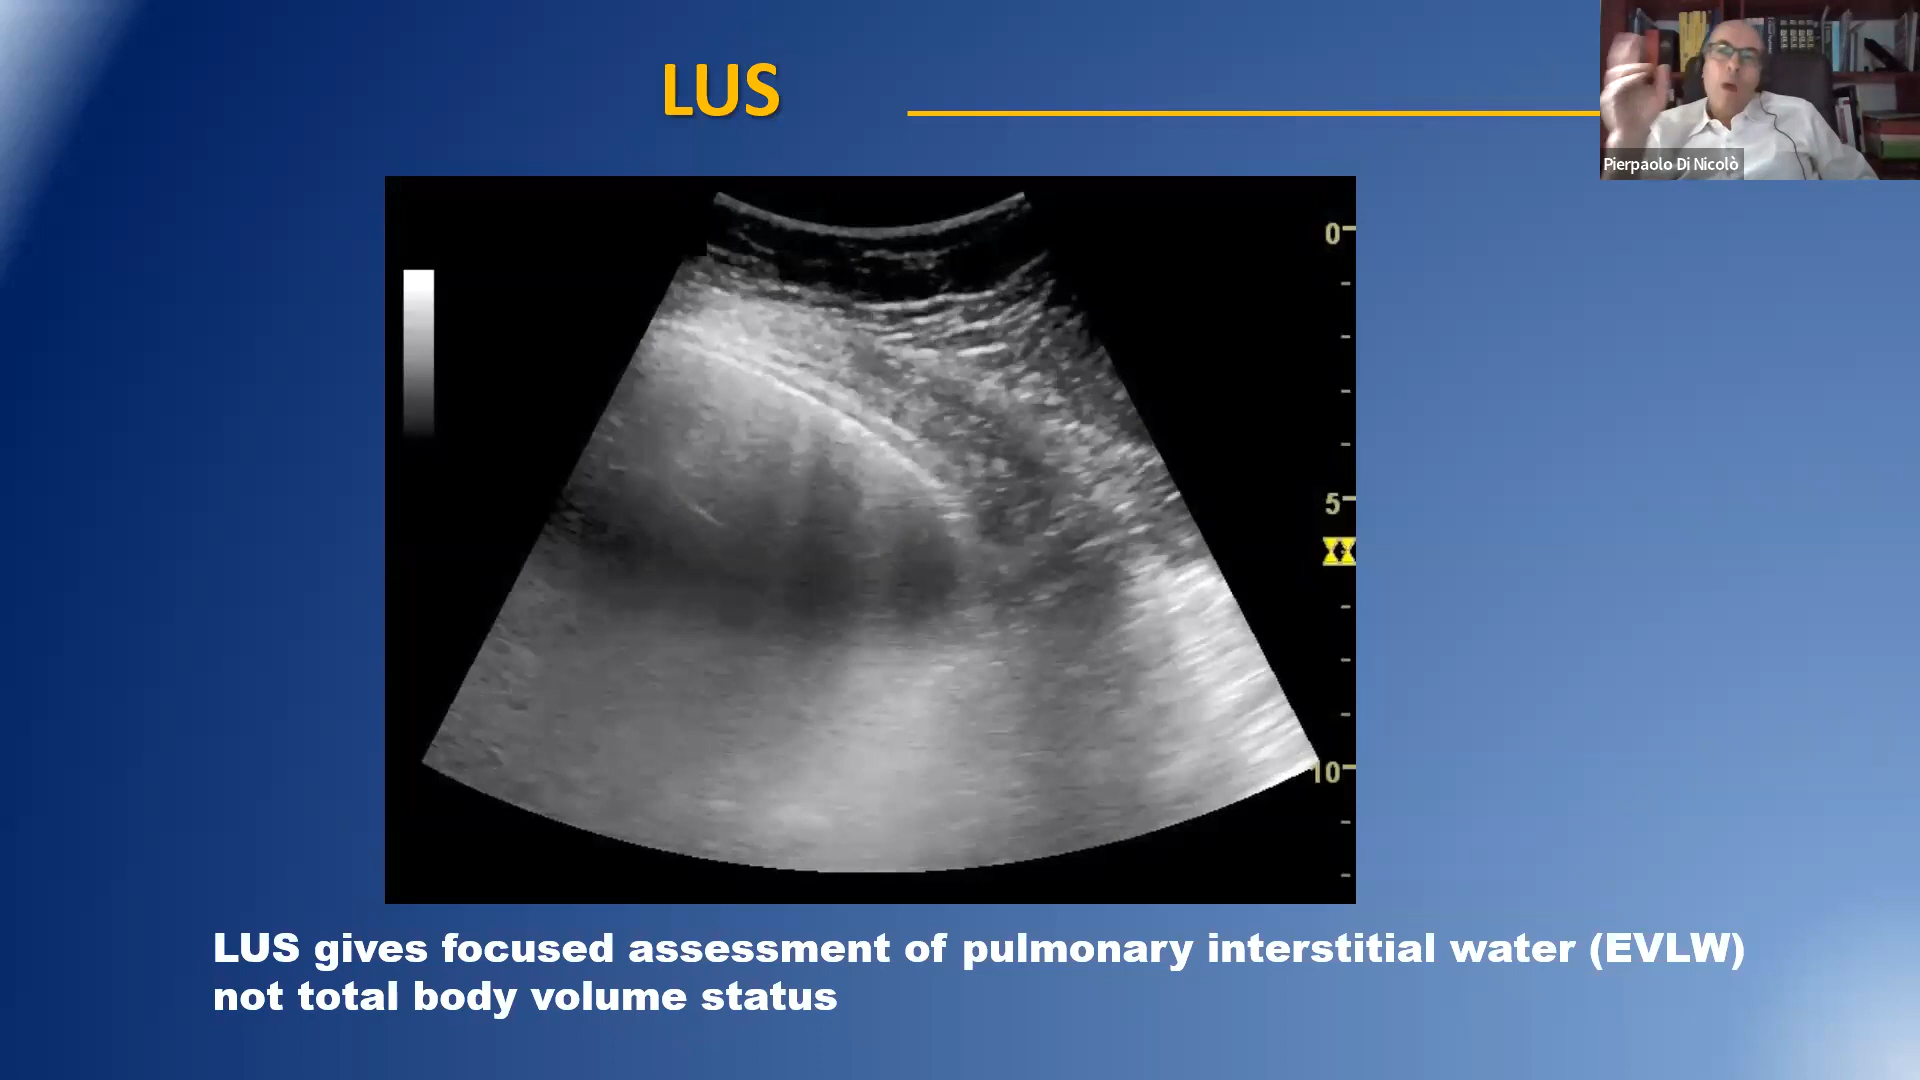 LUS
Pierpaolo Di Nicolò
0
5
10
LUS gives focused assessment of pulmonary interstitial water (EVLW)
not total body volume status